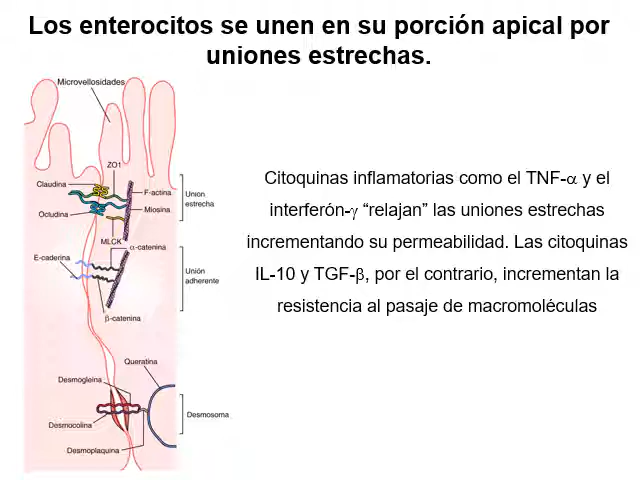 Los enterocitos se unen en su porción apical por
uniones estrechas.
Microvellosidades
ZO1
Claudina
F-actina
Union
estrecha
Miosina
Octudina
MLCK
α-catenina
E-caderina
Unión
adherente
β-catenina
Queratina
Desmogleina
Desmosoma
Desmocolina
Desmoplaquina
Citoquinas inflamatorias como el TNF-α y el
interferón-γ “relajan” las uniones estrechas
incrementando su permeabilidad. Las citoquinas
IL-10 y TGF-β, por el contrario, incrementan la
resistencia al pasaje de macromoléculas